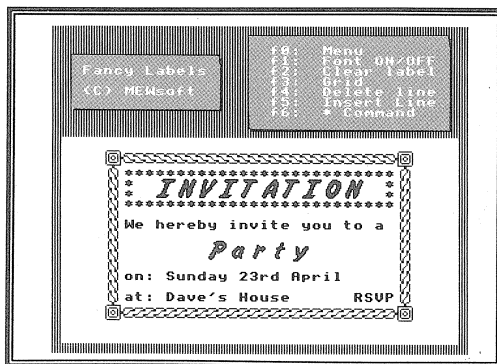 Fancy Labels
(C) MEWsoft
f0: Menu
f1: Font ON/OFF
f2: Clear label
f3: Grid
f4: Delete line
f5: Insert Line
f6: * Command
INVITATION
We hereby invite you to a
Party
on: Sunday 23rd April
at: Dave's House RSVP